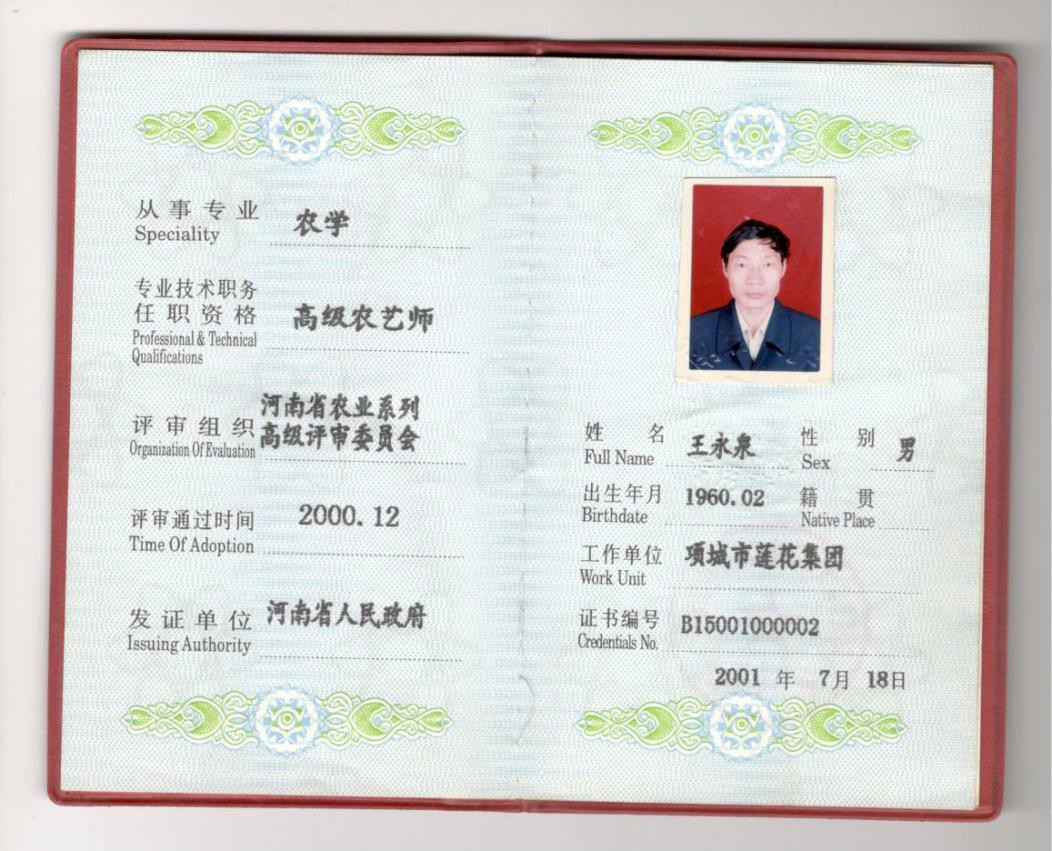 从事专业 农学
Speciality
专业技术职务
任职资格 高级农艺师
Professional & Technical
Qualifications
河南省农业系列
评审组织 高级评审委员会
Organization Of Evaluation
评审通过时间 2000.12
Time Of Adoption
发证单位 河南省人民政府
Issuing Authority
姓名 王永泉 性别 男
Full Name Sex
出生年月 1960.02 籍贯
Birthdate Native Place
工作单位 项城市莲花集团
Work Unit
证书编号 B15001000002
Credentials No.
2001 年 7月 18日